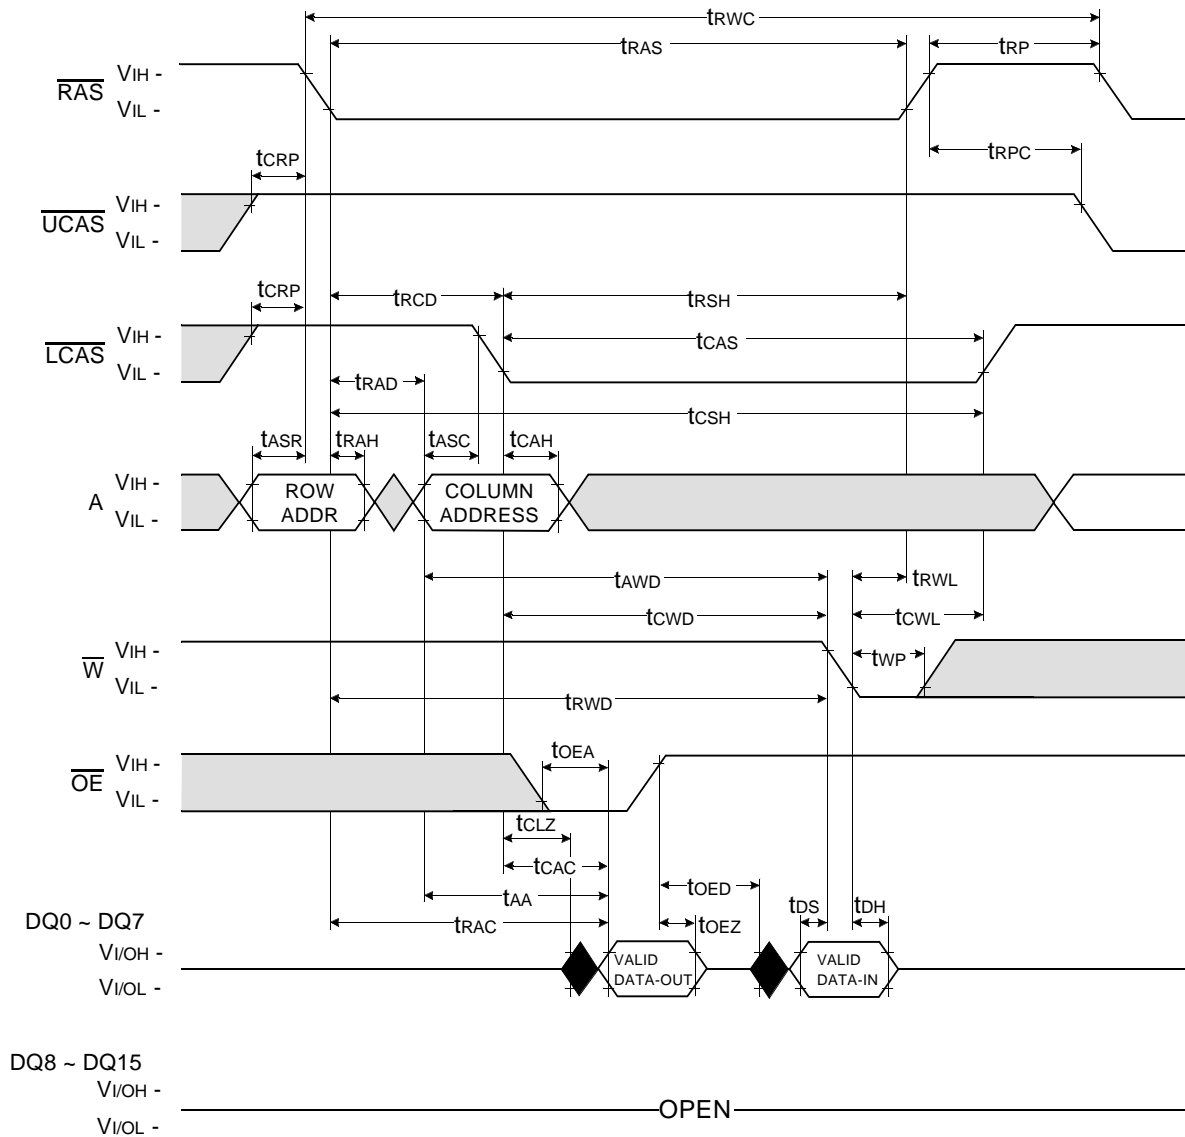 tRWC
tRAS
tRP
RAS
VIH -
VIL -
tCRP
tRPC
UCAS
VIH -
VIL -
tCRP
tRCD
tRSH
LCAS
VIH -
VIL -
tCAS
tRAD
tCSH
tASR
tRAH
tASC
tCAH
A
VIH -
VIL -
ROW
ADDR
COLUMN
ADDRESS
tAWD
tRWL
tCWD
tCWL
W
VIH -
VIL -
tWP
tRWD
OE
VIH -
VIL -
tOEA
tCLZ
tCAC
tAA
tOED
tRAC
tOEZ
tDS
tDH
DQ0 ~ DQ7
VI/OH -
VI/OL -
VALID
DATA-OUT
VALID
DATA-IN
DQ8 ~ DQ15
VI/OH -
VI/OL -
OPEN